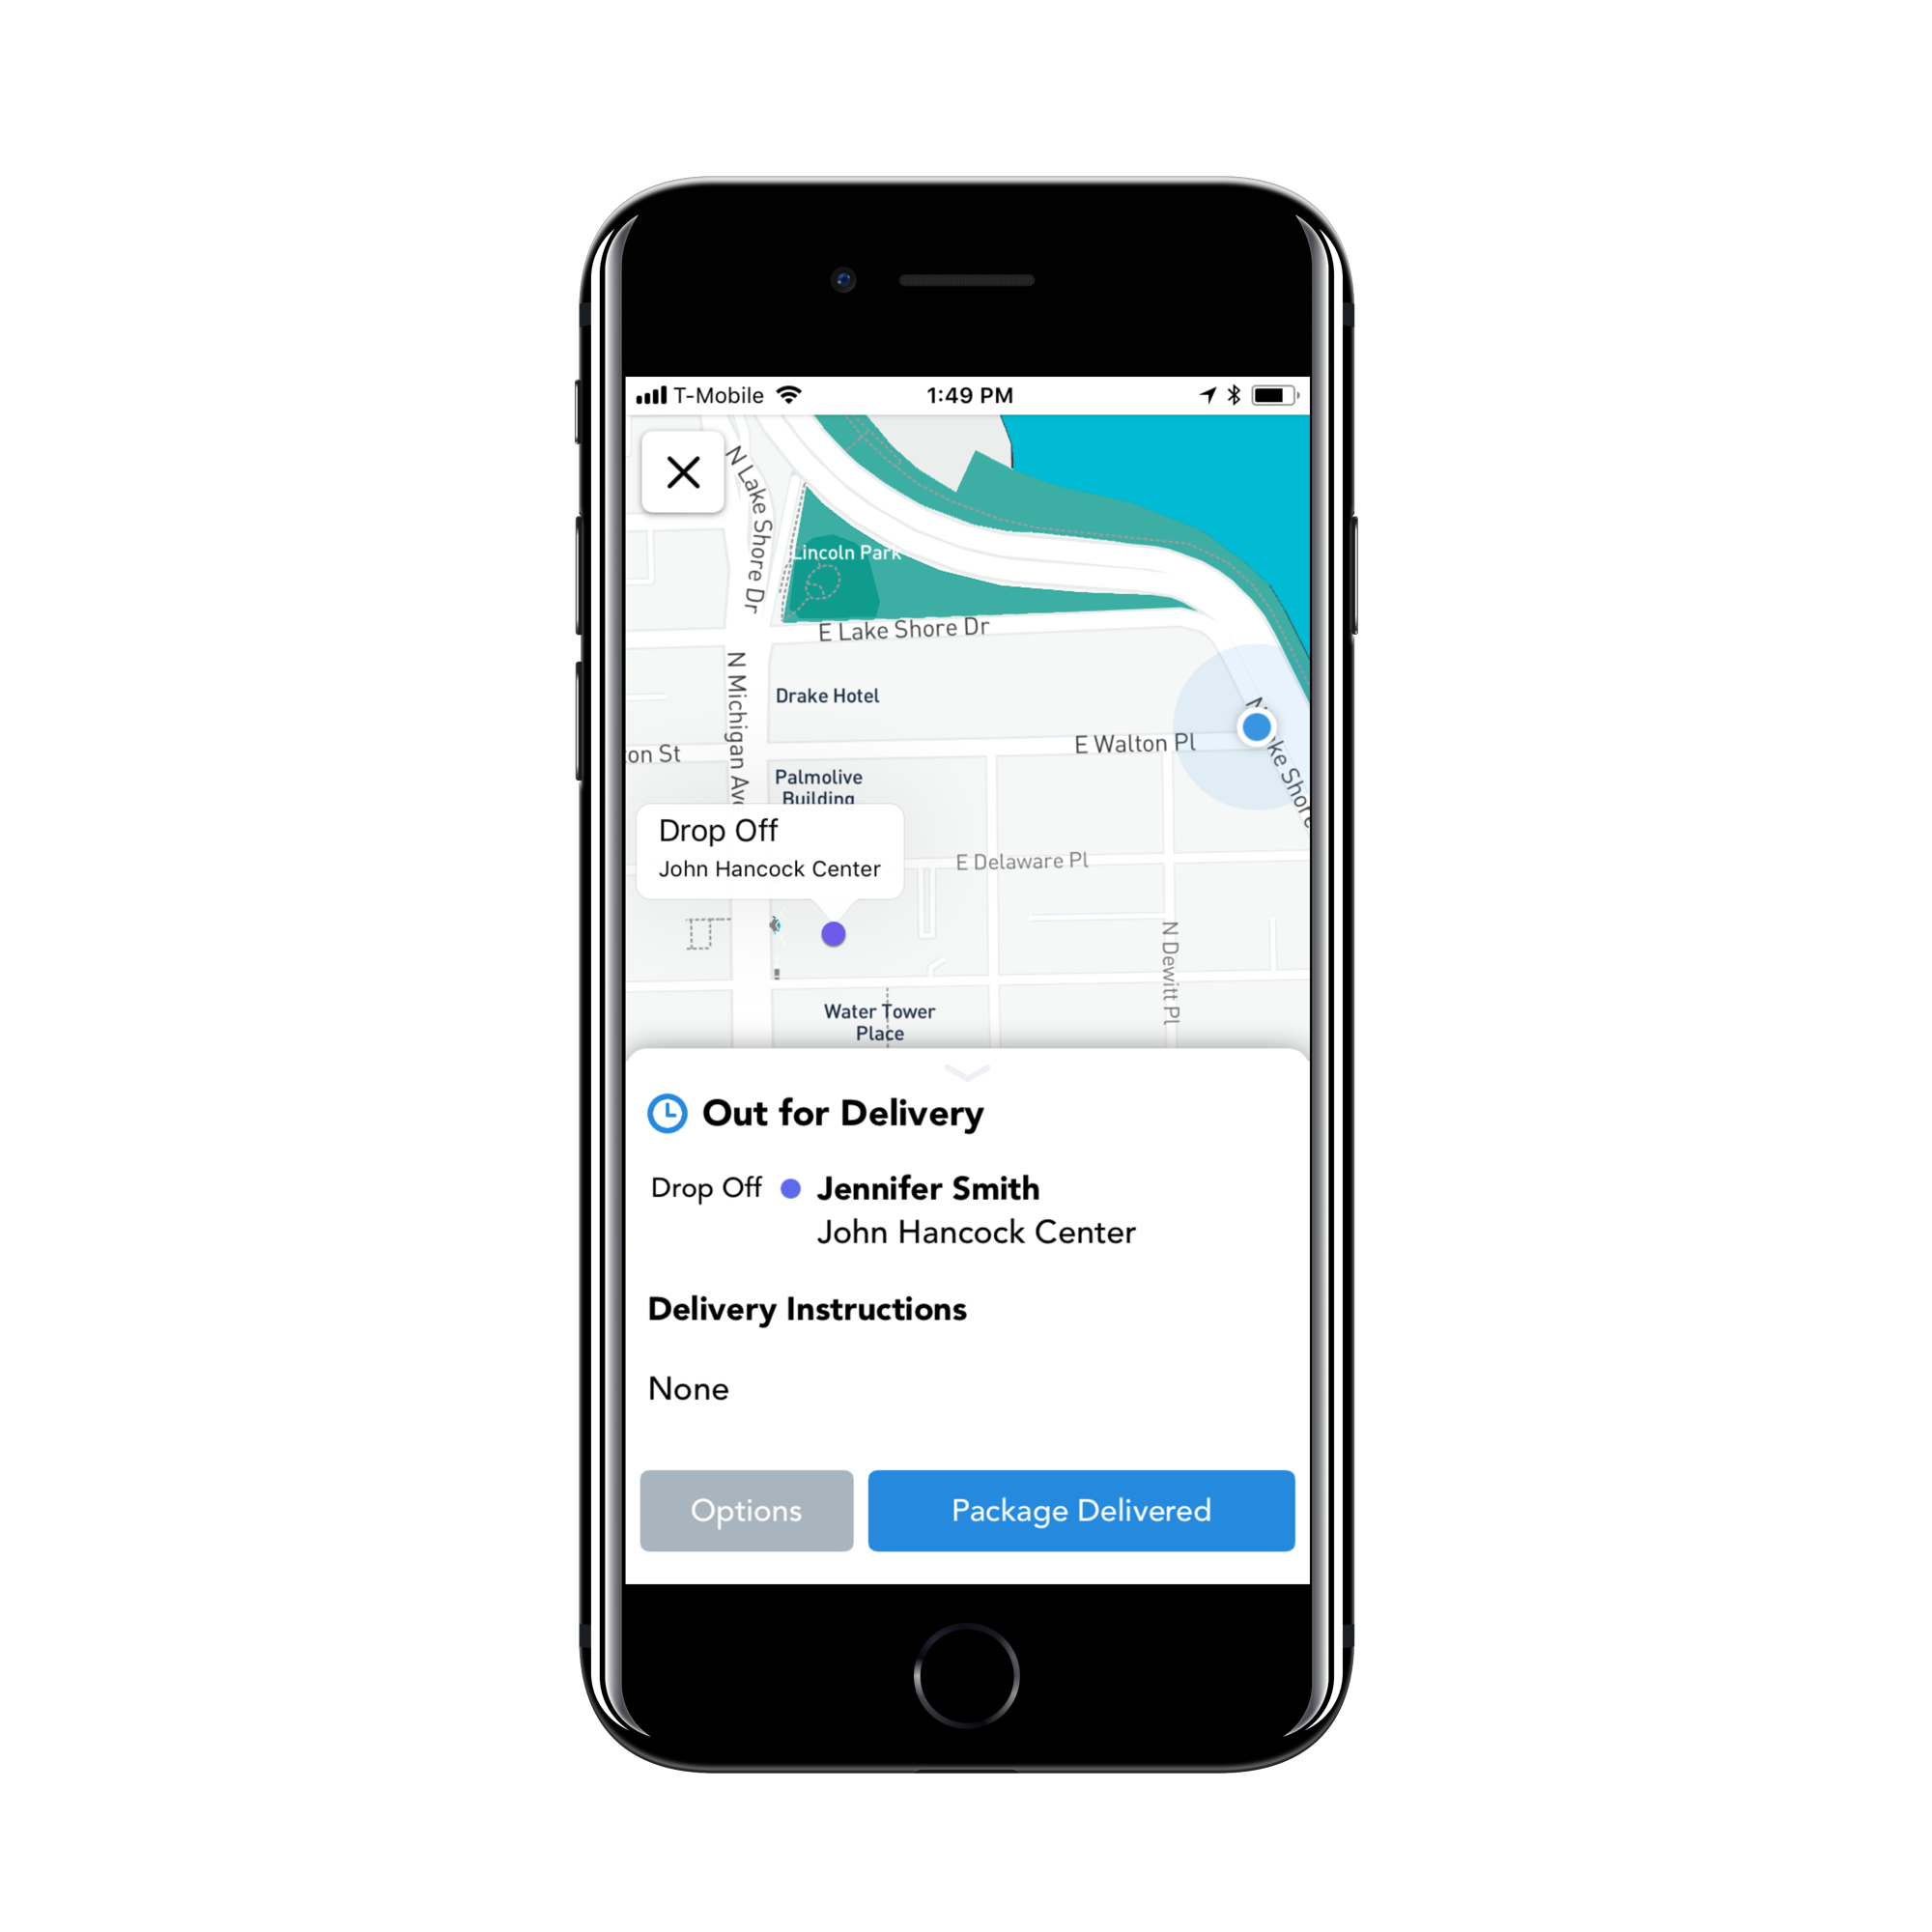 T-Mobile
1:49 PM
N Lake Shore Dr
Lincoln Park
E Lake Shore Dr
N Michigan Ave
Drake Hotel
E Walton Pl
on St
Palmolive
Building
Drop Off
John Hancock Center
E Delaware Pl
N Dewitt Pl
Water Tower
Place
Out for Delivery
Drop Off
Jennifer Smith
John Hancock Center
Delivery Instructions
None
Options
Package Delivered